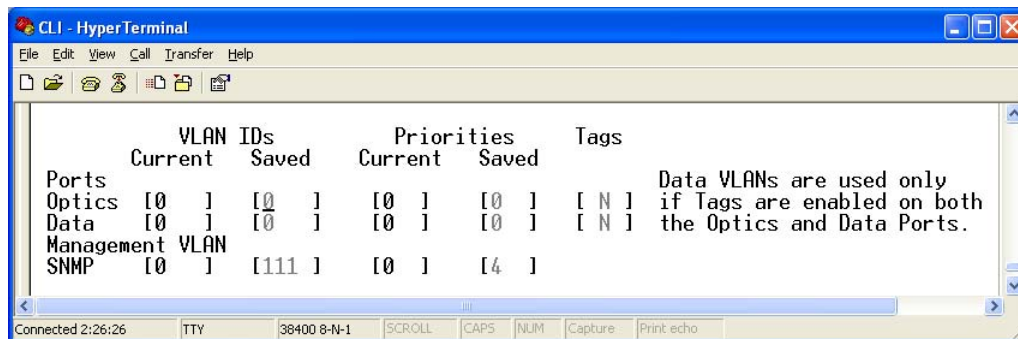 CLI - HyperTerminal
File Edit View Call Transfer Help
VLAN IDs Priorities Tags
Current Saved Current Saved
Ports Data VLANs are used only
Optics [0 ] [0 ] [0 ] [0 ] [ N ] if Tags are enabled on both
Data [0 ] [0 ] [0 ] [0 ] [ N ] the Optics and Data Ports.
Management VLAN
SNMP [0 ] [111 ] [0 ] [4 ]
Connected 2:26:26 TTY 38400 8-N-1 SCROLL CAPS NUM Capture Print echo